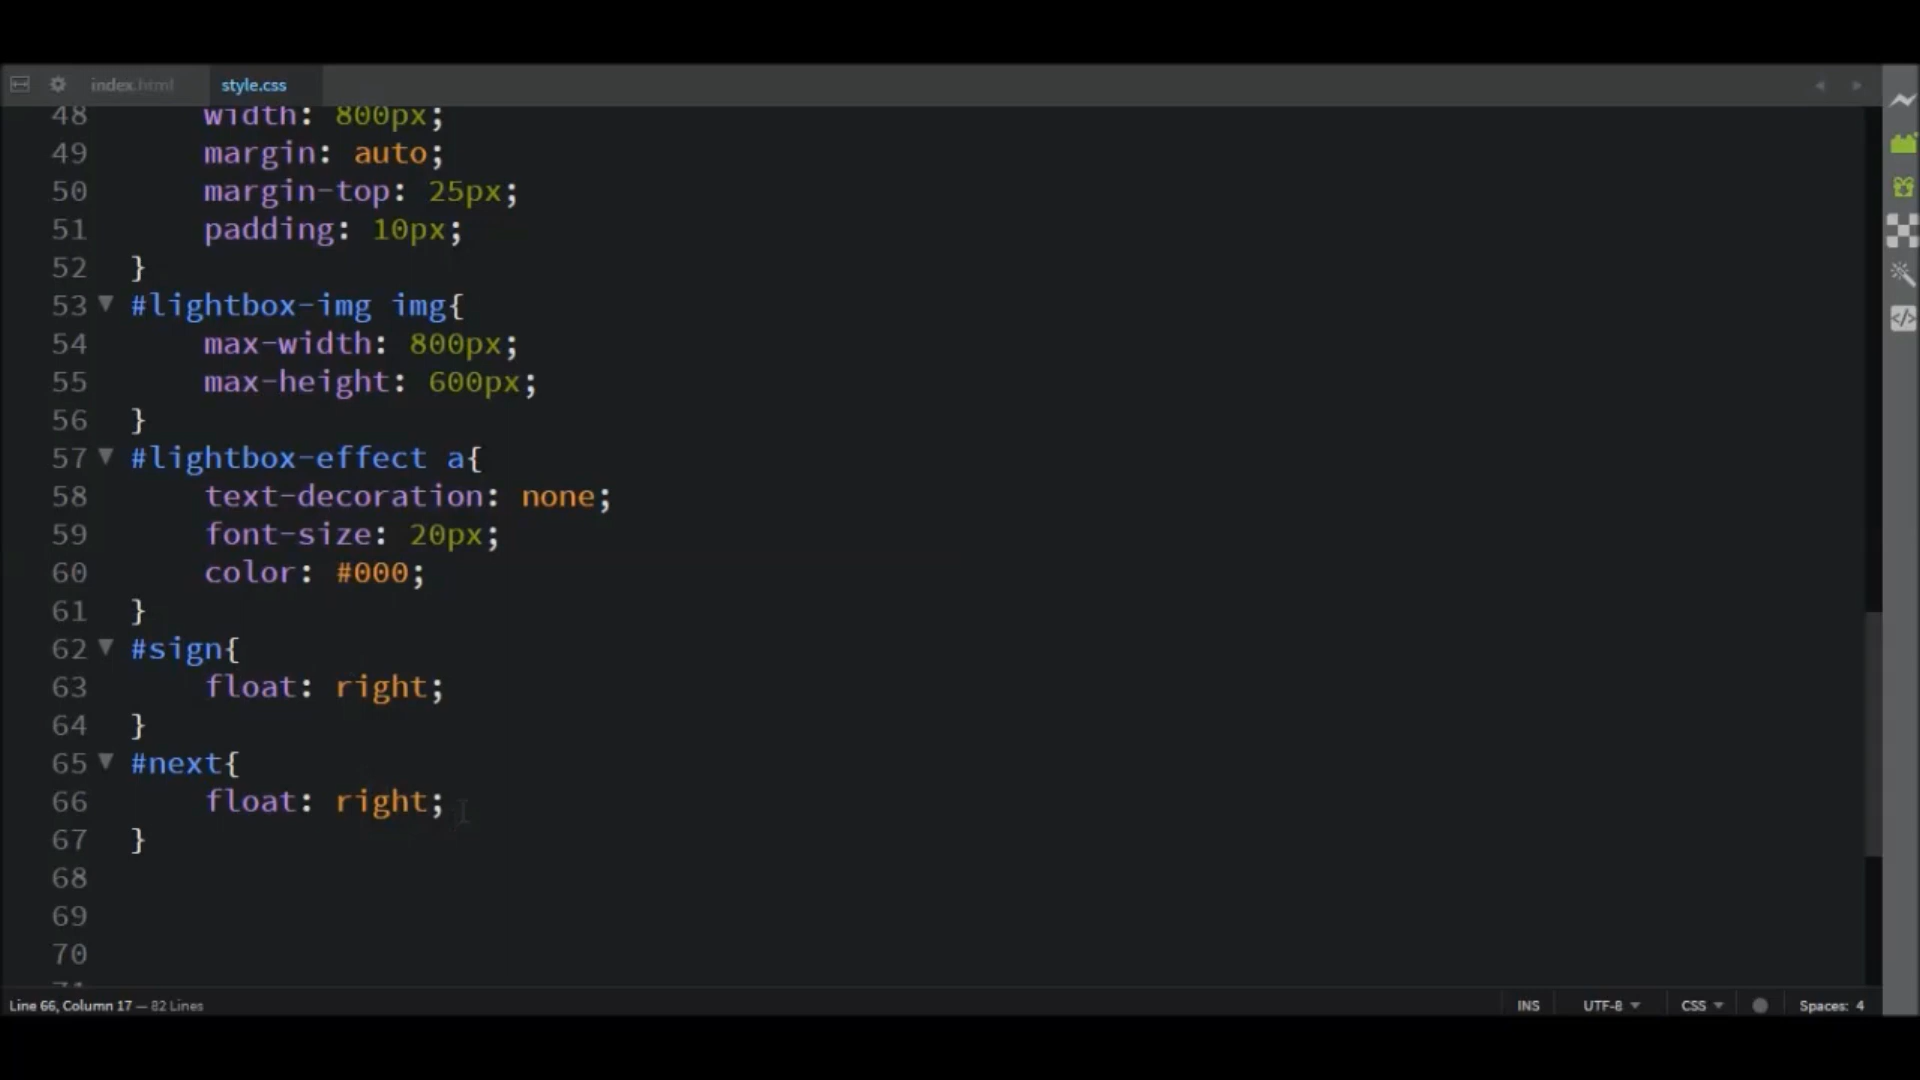 index.html
style.css
48 width: 800px;
49 margin: auto;
50 margin-top: 25px;
51 padding: 10px;
52 }
53 #lightbox-img img{
54 max-width: 800px;
55 max-height: 600px;
56 }
57 #lightbox-effect a{
58 text-decoration: none;
59 font-size: 20px;
60 color: #000;
61 }
62 #sign{
63 float: right;
64 }
65 #next{
66 float: right;
67 }
68
69
70
Line 66, Column 17 — 82 Lines
INS UTF-8 CSS Spaces: 4